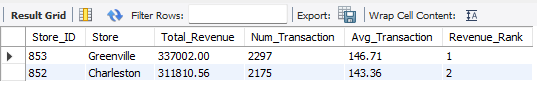 Result Grid Filter Rows: Export: Wrap Cell Content: IA
Store_ID Store Total_Revenue Num_Transaction Avg_Transaction Revenue_Rank
853 Greenville 337002.00 2297 146.71 1
852 Charleston 311810.56 2175 143.36 2